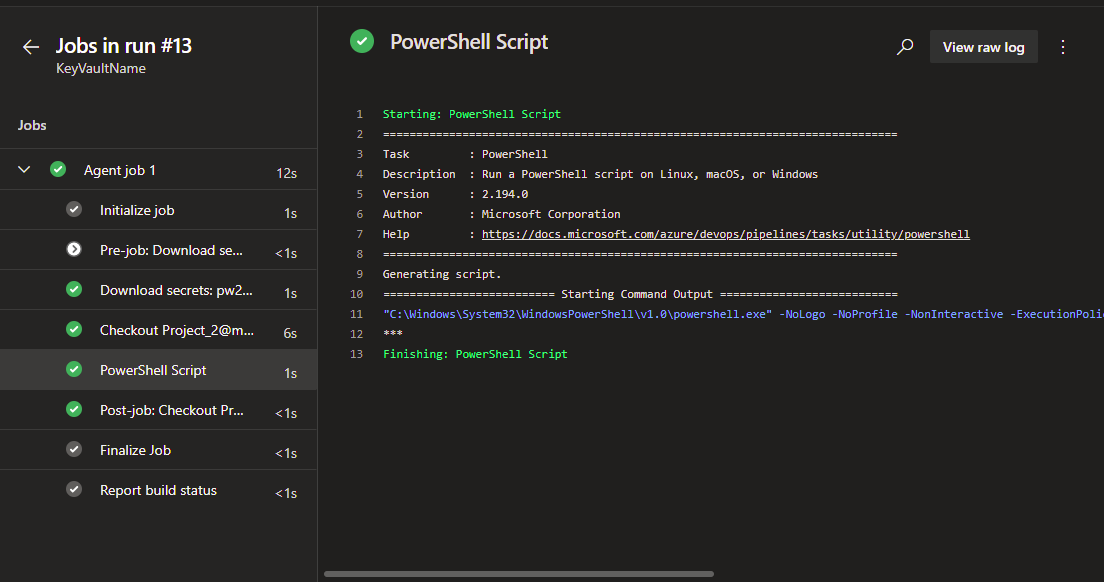 Jobs in run #13
KeyVaultName
Jobs
Agent job 1 12s
Initialize job 1s
Pre-job: Download se... <1s
Download secrets: pw2... 1s
Checkout Project_2@m... 6s
PowerShell Script 1s
Post-job: Checkout Pr... <1s
Finalize Job <1s
Report build status <1s
PowerShell Script
View raw log
1 Starting: PowerShell Script
2 ==============================================================================
3 Task         : PowerShell
4 Description  : Run a PowerShell script on Linux, macOS, or Windows
5 Version      : 2.194.0
6 Author       : Microsoft Corporation
7 Help         : https://docs.microsoft.com/azure/devops/pipelines/tasks/utility/powershell
8 ==============================================================================
9 Generating script.
10 ========================== Starting Command Output ===========================
11 "C:\Windows\System32\WindowsPowerShell\v1.0\powershell.exe" -NoLogo -NoProfile -NonInteractive -ExecutionPoli
12 ***
13 Finishing: PowerShell Script